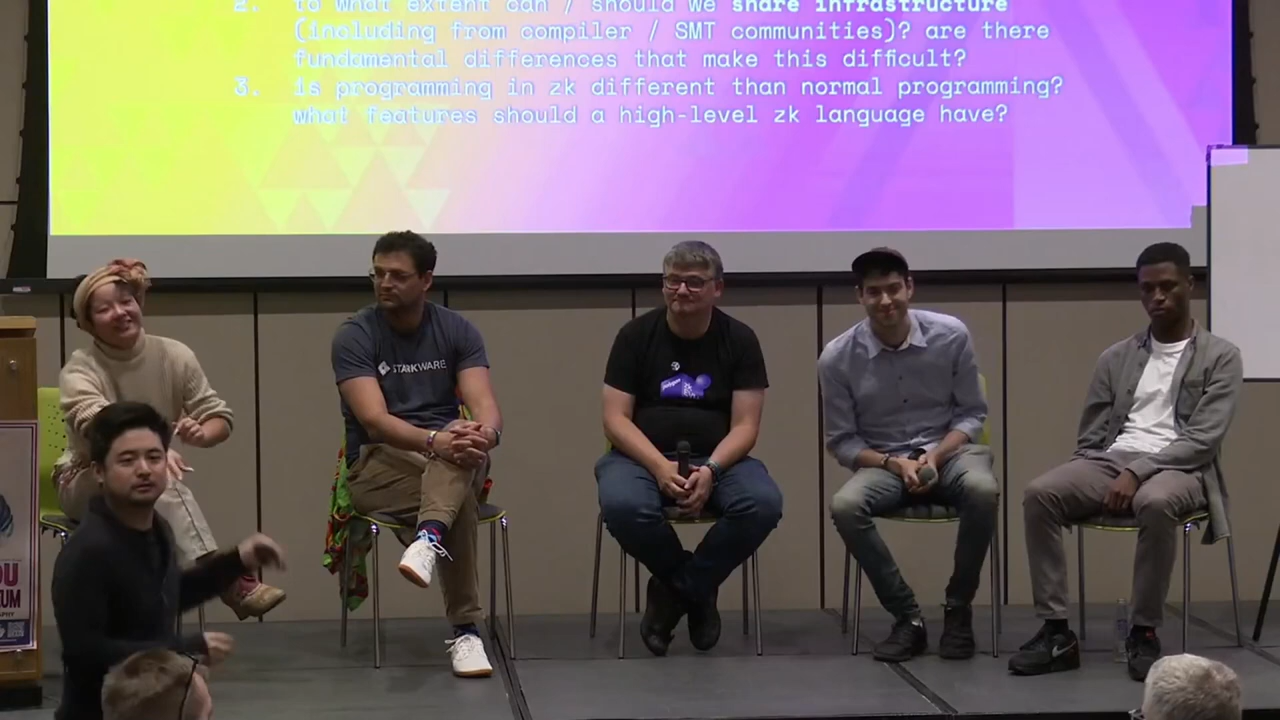 2. to what extent can / should we share infrastructure
(including from compiler / SMT communities)? are there
fundamental differences that make this difficult?
3. is programming in zk different than normal programming?
what features should a high-level zk language have?
STARKWARE